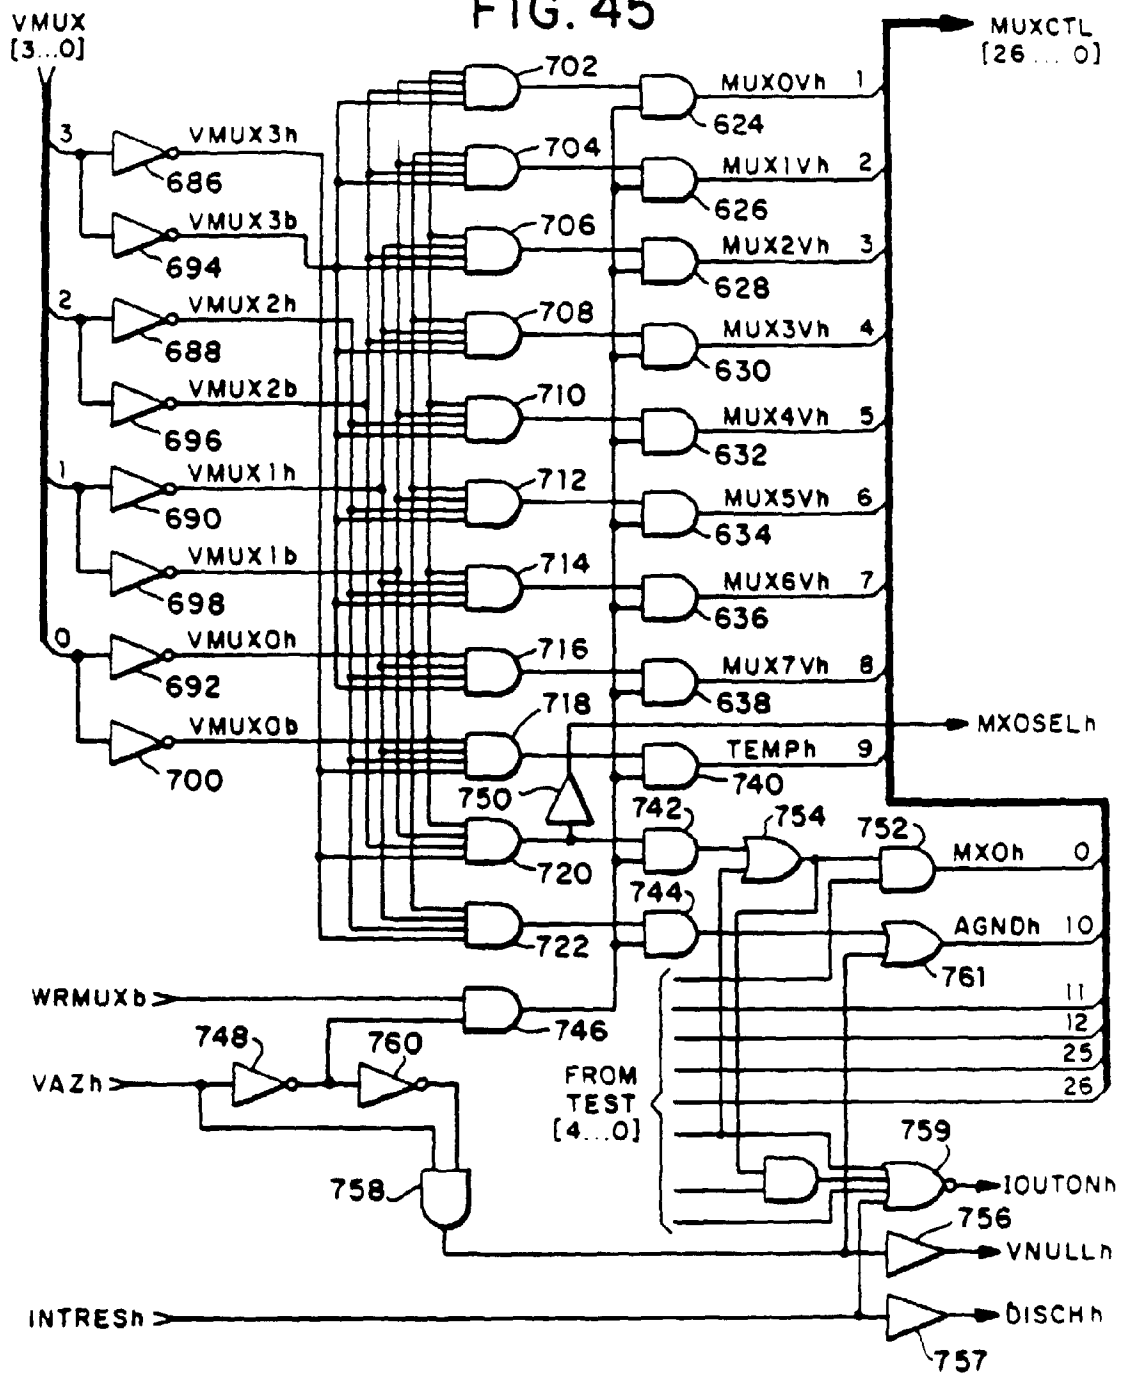 FIG. 45
VMUX
[3...0]
MUXCTL
[26 ... 0]
702
MUX0Vh 1
624
3
VMUX3h
686
704
MUX1Vh 2
626
VMUX3b
694
706
MUX2Vh 3
628
2
VMUX2h
688
708
MUX3Vh 4
630
VMUX2b
696
710
MUX4Vh 5
632
1
VMUX1h
690
712
MUX5Vh 6
634
VMUX1b
698
714
MUX6Vh 7
636
0
VMUX0h
692
716
MUX7Vh 8
638
VMUX0b
700
718
MX0SELh
TEMPh 9
740
750
742
754
752
MX0h 0
720
744
AGNDh 10
722
761
WRMUXb
746
11
12
25
26
748
760
VAZh
FROM
TEST
[4...0]
759
758
IOUTONh
756
VNULLh
INTRESh
DISCHh
757